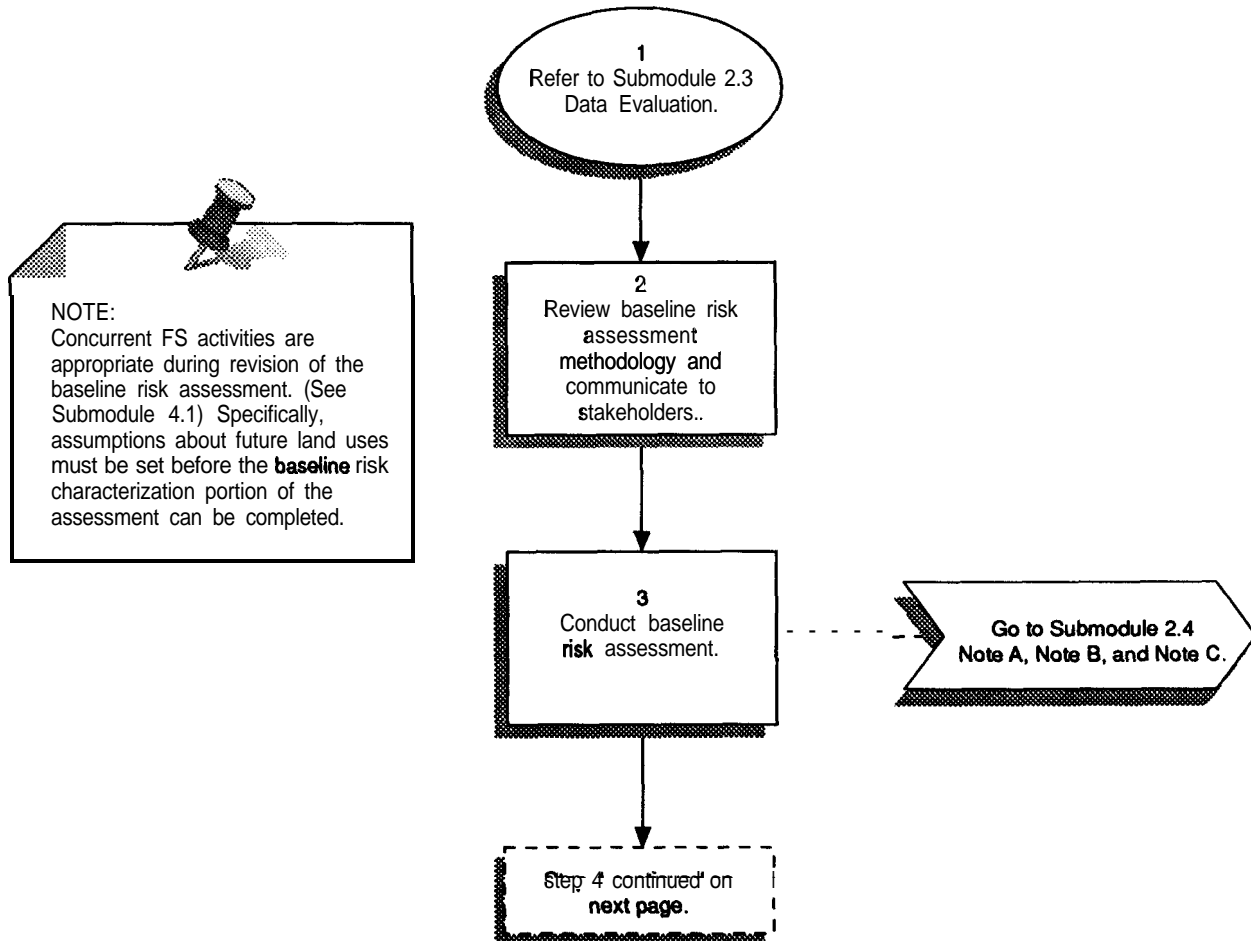 1
Refer to Submodule 2.3
Data Evaluation.
NOTE:
Concurrent FS activities are
appropriate during revision of the
baseline risk assessment. (See
Submodule 4.1) Specifically,
assumptions about future land uses
must be set before the baseline risk
characterization portion of the
assessment can be completed.
2
Review baseline risk
assessment
methodology and
communicate to
stakeholders..
3
Conduct baseline
risk assessment.
Go to Submodule 2.4
Note A, Note B, and Note C.
Step 4 continued on
next page.